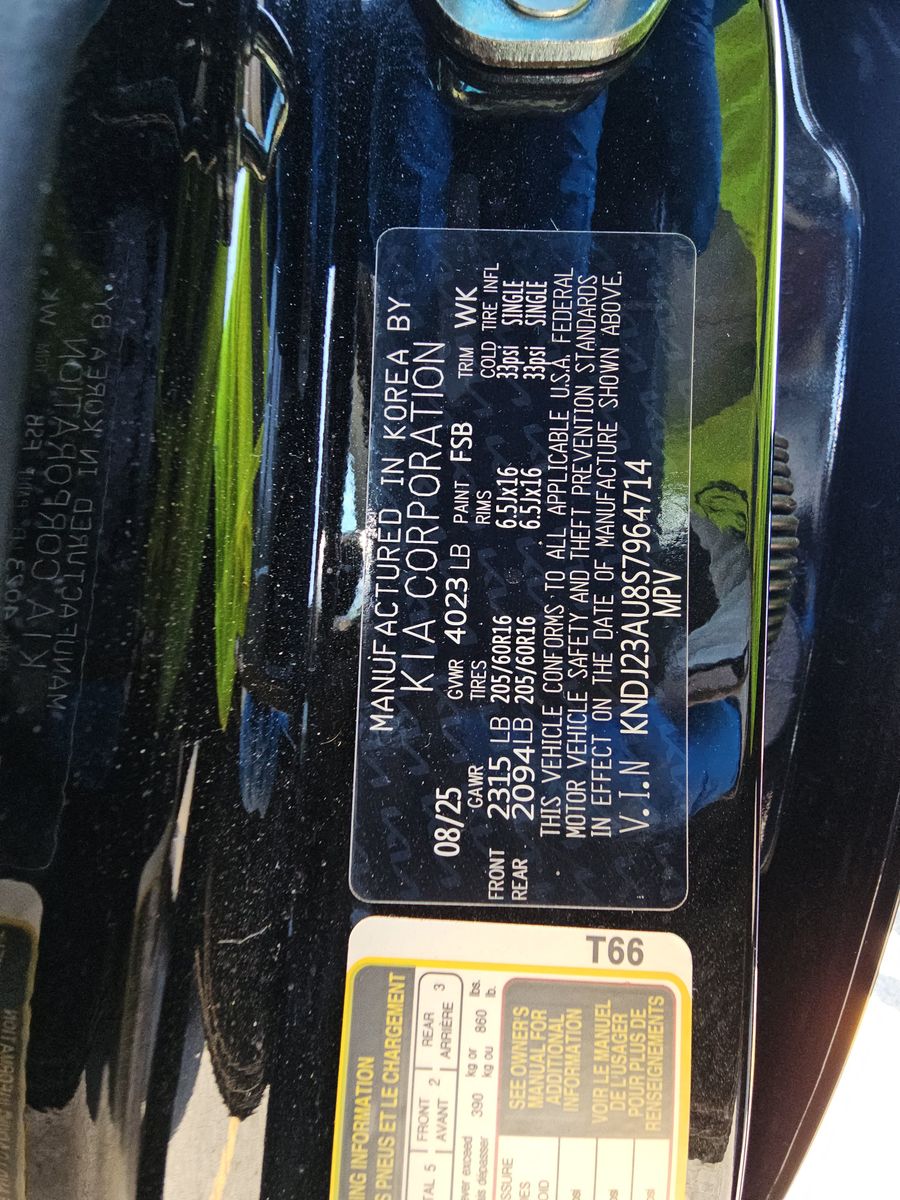 MANUFACTURED IN KOREA BY
KIA CORPORATION
08/25 GVWR 4023 LB PAINT FSB TRIM WK
GAWR TIRES RIMS COLD TIRE INFL
FRONT 2315 LB 205/60R16 6.5Jx16 33psi SINGLE
REAR 2094 LB 205/60R16 6.5Jx16 33psi SINGLE
THIS VEHICLE CONFORMS TO ALL APPLICABLE U.S.A. FEDERAL
MOTOR VEHICLE SAFETY AND THEFT PREVENTION STANDARDS
IN EFFECT ON THE DATE OF MANUFACTURE SHOWN ABOVE.
V.I.N KNDJ23AU8S7964714
MPV
T66
INFORMATION
PNEUS ET LE CHARGEMENT
5 FRONT 2 REAR 3
AVANT ARRIÈRE
exceed 390 kg or 860 lbs.
dépasser kg ou lb.
SEE OWNER'S
MANUAL FOR
ADDITIONAL
INFORMATION
VOIR LE MANUEL
DE L'USAGER
POUR PLUS DE
RENSEIGNEMENTS